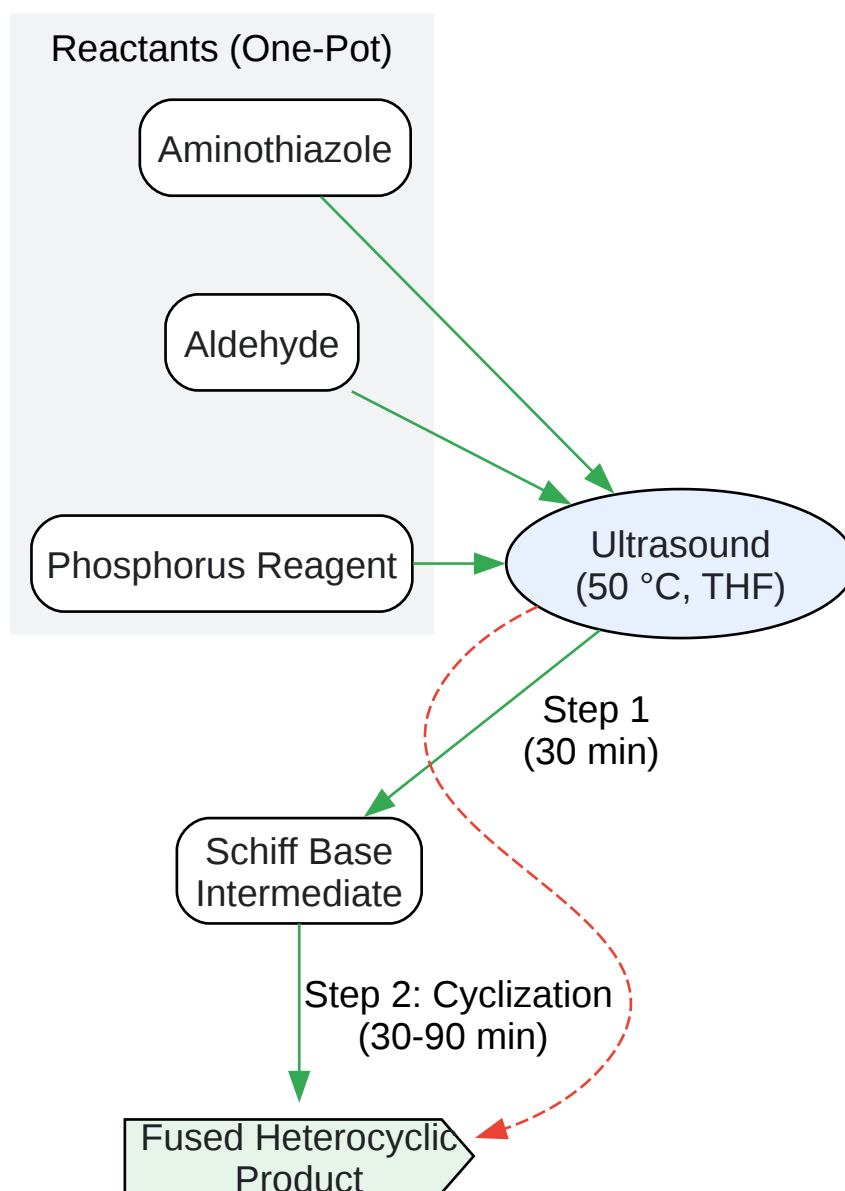 Reactants (One-Pot)
Aminothiazole
Aldehyde
Phosphorus Reagent
Ultrasound
(50 °C, THF)
Step 1
(30 min)
Schiff Base
Intermediate
Step 2: Cyclization
(30-90 min)
Fused Heterocyclic
Product